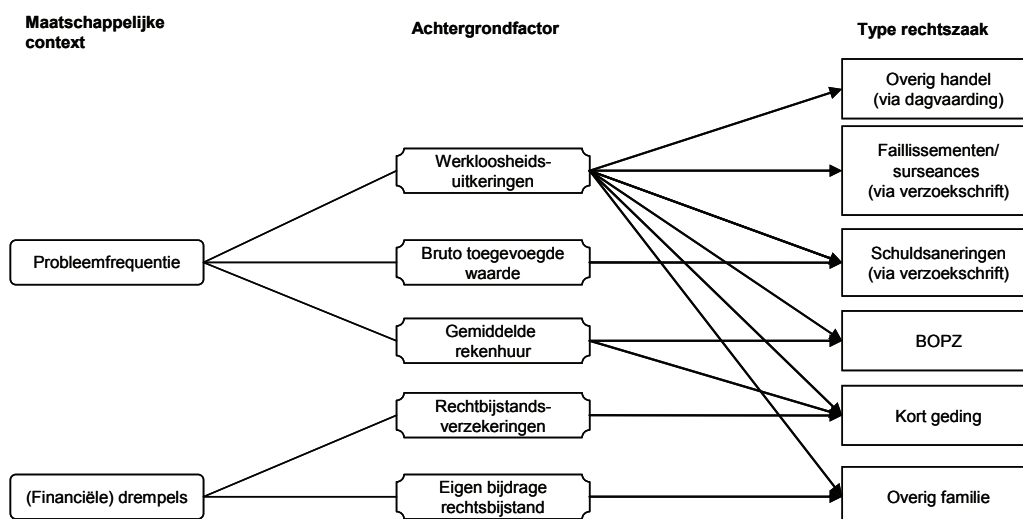 Maatschappelijke
context
Achtergrondfactor
Type rechtszaak
Overig handel
(via dagvaarding)
Werkloosheids-
uitkeringen
Faillissementen/
surseances
(via verzoekschrift)
Probleemfrequentie
Bruto toegevoegde
waarde
Schuldsaneringen
(via verzoekschrift)
Gemiddelde
rekenhuur
BOPZ
Rechtbijstands-
verzekeringen
Kort geding
(Financiële) drempels
Eigen bijdrage
rechtsbijstand
Overig familie